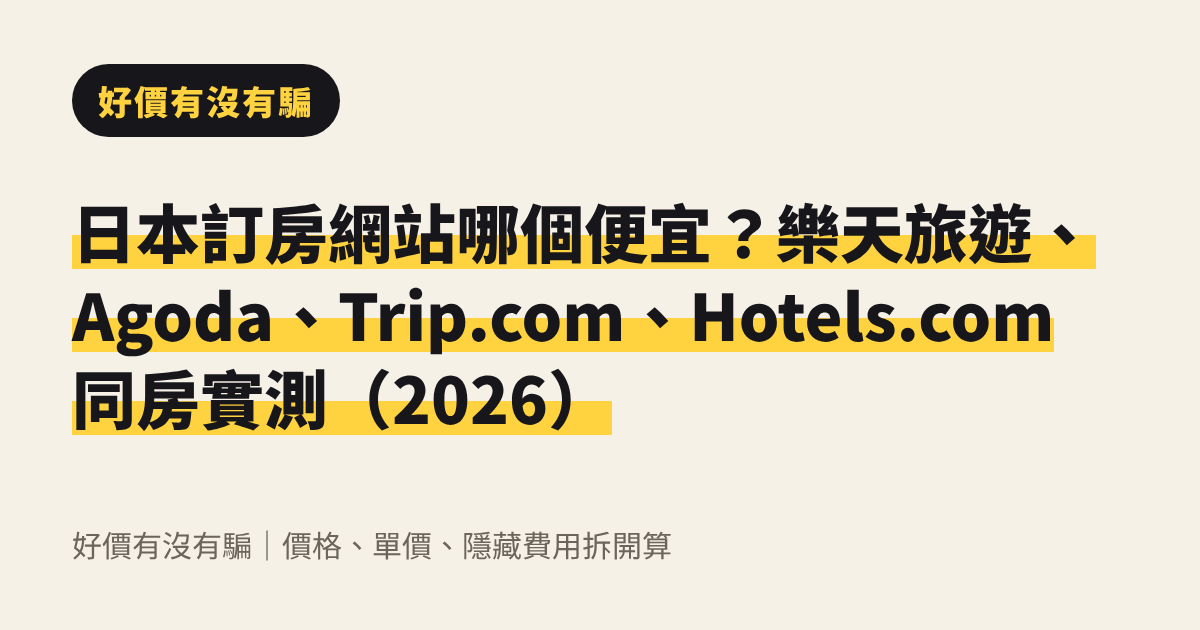 好價有沒有騙
日本訂房網站哪個便宜？樂天旅遊、
Agoda、Trip.com、Hotels.com
同房實測（2026）
好價有沒有騙｜價格、單價、隱藏費用拆開算